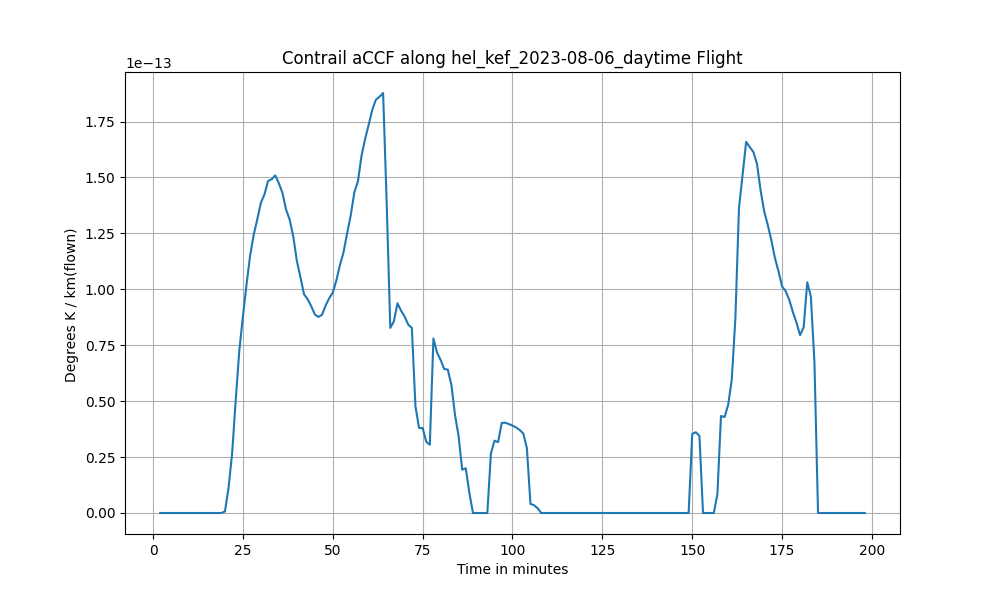 Contrail aCCF along hel_kef_2023-08-06_daytime Flight
1e−13
1.75
1.50
1.25
1.00
0.75
0.50
0.25
0.00
Degrees K / km(flown)
0 25 50 75 100 125 150 175 200
Time in minutes